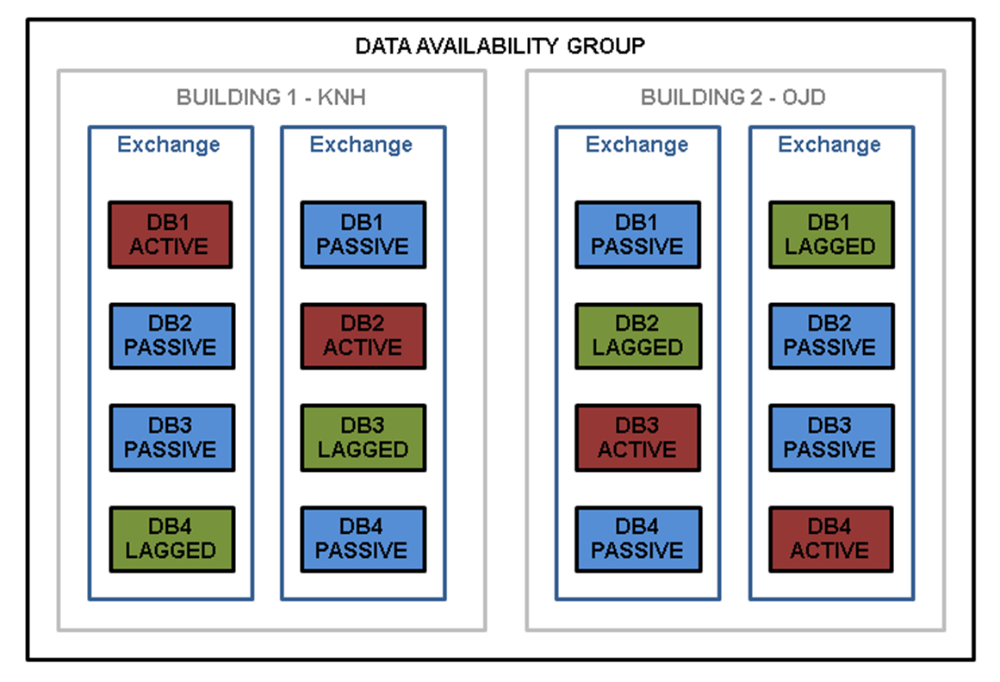 DATA AVAILABILITY GROUP
BUILDING 1 - KNH
Exchange
DB1
ACTIVE
DB2
PASSIVE
DB3
PASSIVE
DB4
LAGGED
Exchange
DB1
PASSIVE
DB2
ACTIVE
DB3
LAGGED
DB4
PASSIVE
BUILDING 2 - OJD
Exchange
DB1
PASSIVE
DB2
LAGGED
DB3
ACTIVE
DB4
PASSIVE
Exchange
DB1
LAGGED
DB2
PASSIVE
DB3
PASSIVE
DB4
ACTIVE